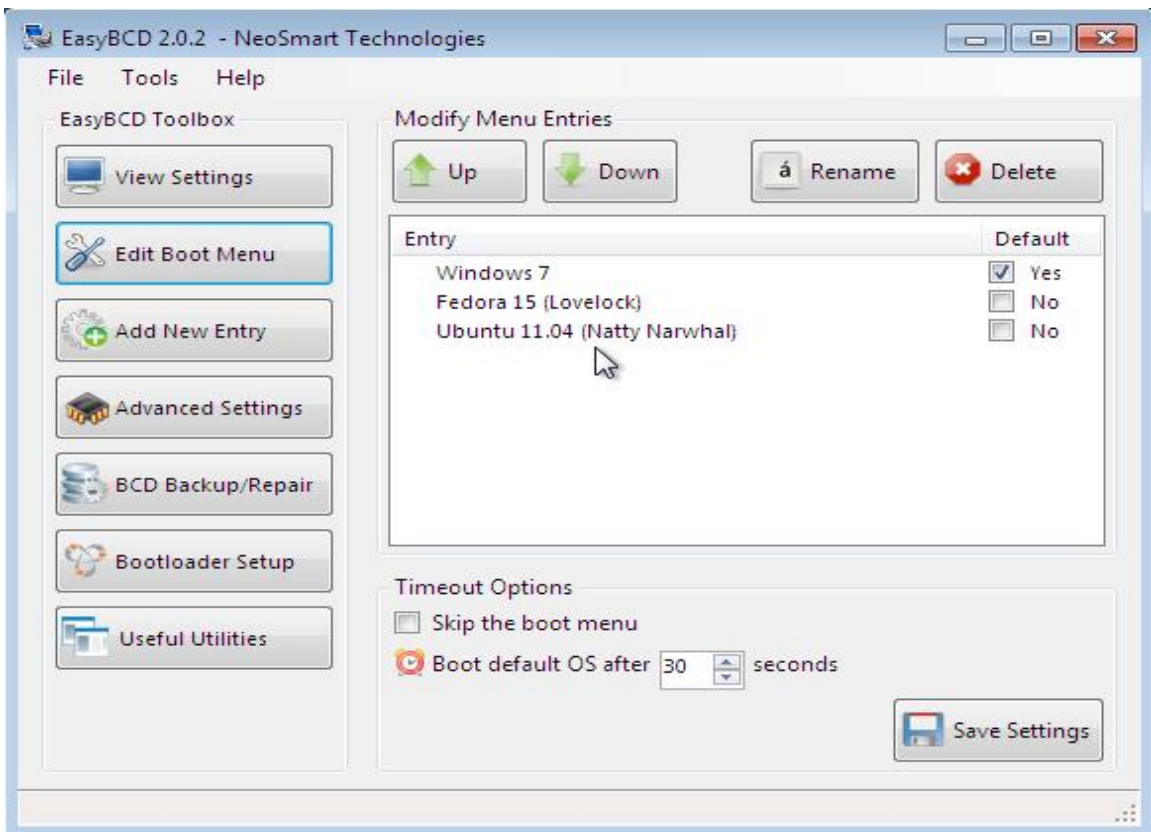 EasyBCD 2.0.2 - NeoSmart Technologies
File Tools Help
EasyBCD Toolbox
View Settings
Edit Boot Menu
Add New Entry
Advanced Settings
BCD Backup/Repair
Bootloader Setup
Useful Utilities
Modify Menu Entries
Up Down á Rename Delete
Entry Default
Windows 7 Yes
Fedora 15 (Lovelock) No
Ubuntu 11.04 (Natty Narwhal) No
Timeout Options
Skip the boot menu
Boot default OS after 30 seconds
Save Settings